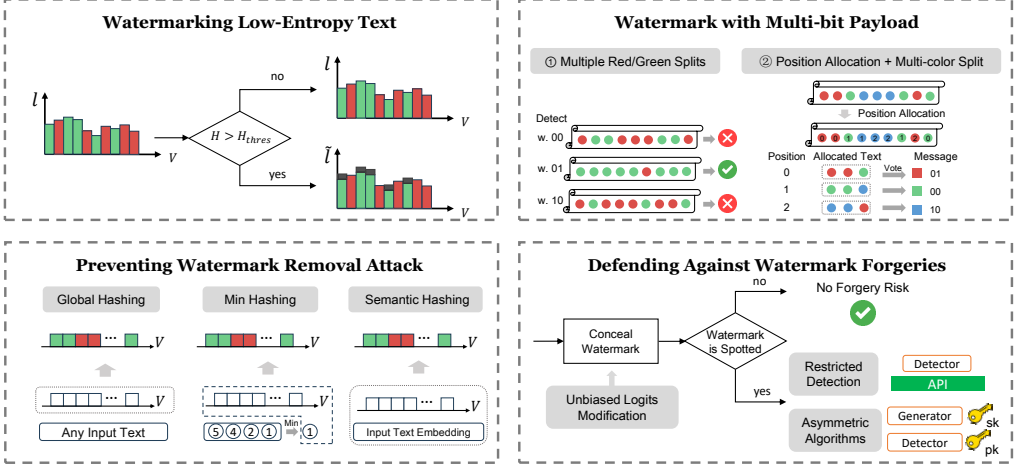 Watermarking Low-Entropy Text
l
V
H > H_thres
no
l
V
yes
l̃
V
Watermark with Multi-bit Payload
① Multiple Red/Green Splits
Detect
w. 00
w. 01
w. 10
② Position Allocation + Multi-color Split
Position Allocation
0 0 1 1 2 2 1 2 0
Position Allocated Text Message
0 Vote 01
1 00
2 10
Preventing Watermark Removal Attack
Global Hashing
... V
... V
Any Input Text
Min Hashing
... V
... V
5 4 2 1 Min 1
Semantic Hashing
... V
... V
Input Text Embedding
Defending Against Watermark Forgeries
Conceal
Watermark
Unbiased Logits
Modification
Watermark
is Spotted
no
No Forgery Risk
yes
Restricted
Detection
Detector
API
Asymmetric
Algorithms
Generator sk
Detector pk